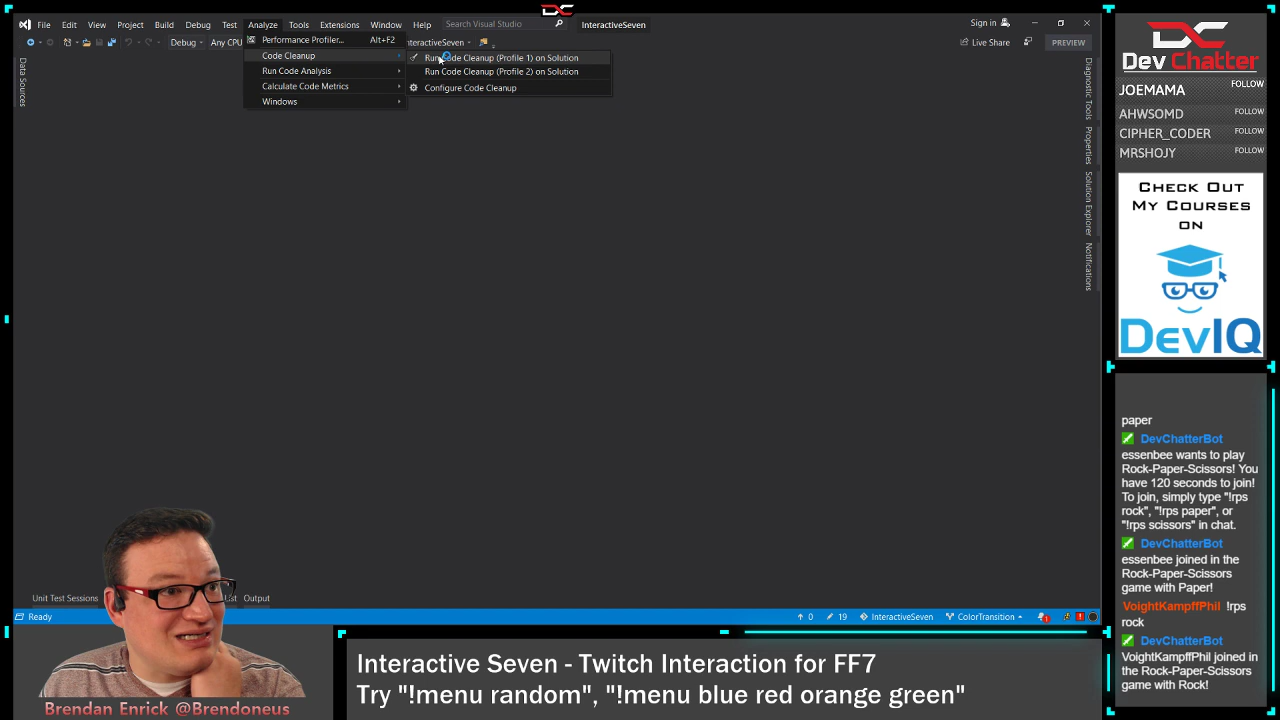 DC
File Edit View Project Build Debug Test Analyze Tools Extensions Window Help Search Visual Studio InteractiveSeven Sign in
Debug Any CPU InteractiveSeven Live Share PREVIEW
Performance Profiler... Alt+F2
Code Cleanup
Run Code Analysis
Calculate Code Metrics
Windows
Run Code Cleanup (Profile 1) on Solution
Run Code Cleanup (Profile 2) on Solution
Configure Code Cleanup
Data Sources
Diagnostic Tools
Properties
Solution Explorer
Notifications
Unit Test Sessions Output
Ready 0 19 InteractiveSeven ColorTransition 1
DC
Dev Chatter
JOEMAMA FOLLOW
AHWSOMD FOLLOW
CIPHER_CODER FOLLOW
MRSHOJY FOLLOW
CHECK OUT
MY COURSES
ON
DevIQ
paper
DevChatterBot
essenbee wants to play
Rock-Paper-Scissors! You
have 120 seconds to join!
To join, simply type "!rps
rock", "!rps paper", or
"!rps scissors" in chat.
DevChatterBot
essenbee joined in the
Rock-Paper-Scissors
game with Paper!
VoightKampffPhil !rps
rock
DevChatterBot
VoightKampffPhil joined in
the Rock-Paper-Scissors
game with Rock!
Interactive Seven - Twitch Interaction for FF7
Try "!menu random", "!menu blue red orange green"
Brendan Enrick @Brendoneus